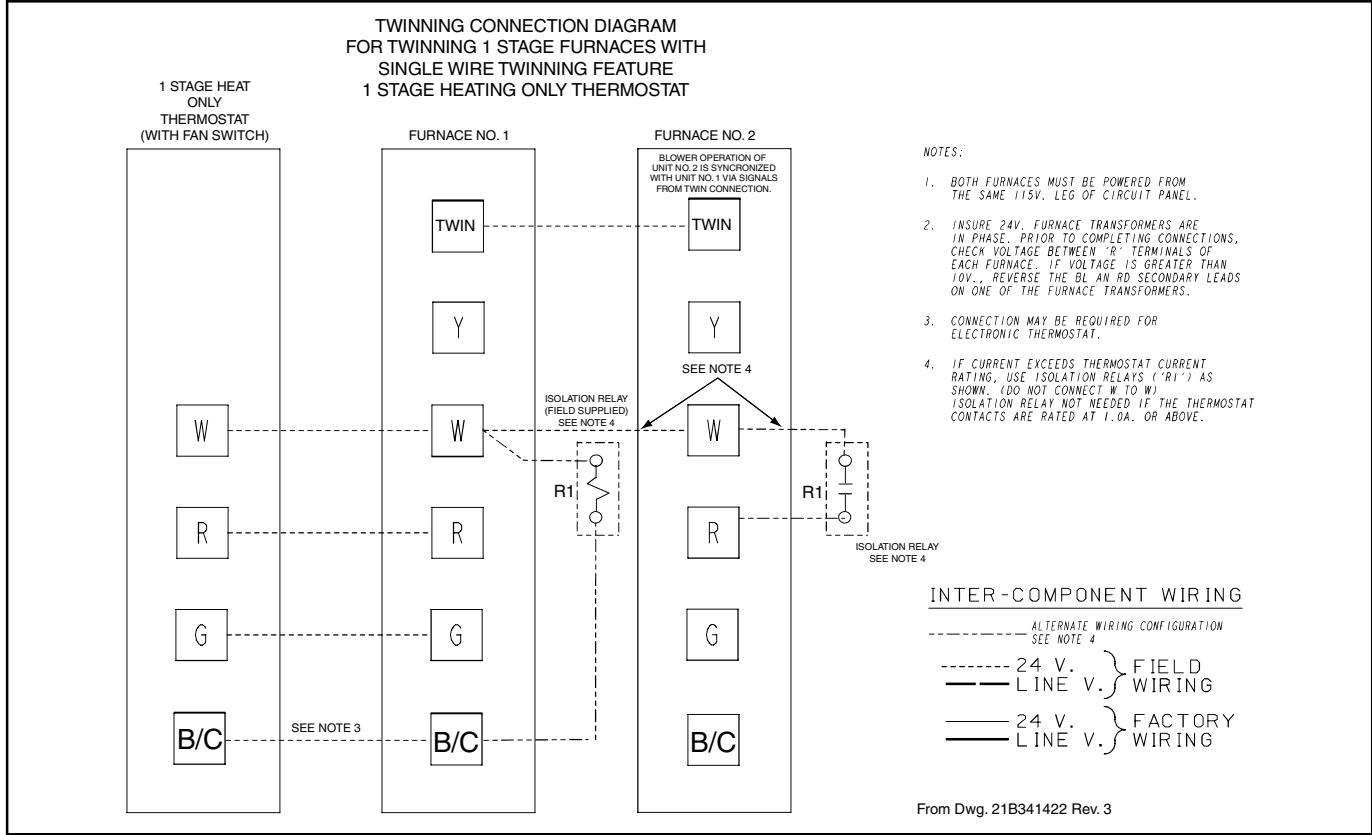 TWINNING CONNECTION DIAGRAM
FOR TWINNING 1 STAGE FURNACES WITH
SINGLE WIRE TWINNING FEATURE
1 STAGE HEATING ONLY THERMOSTAT
1 STAGE HEAT
ONLY
THERMOSTAT
(WITH FAN SWITCH)
FURNACE NO. 1
FURNACE NO. 2
BLOWER OPERATION OF
UNIT NO. 2 IS SYNCRONIZED
WITH UNIT NO. 1 VIA SIGNALS
FROM TWIN CONNECTION.
TWIN
TWIN
Y
Y
SEE NOTE 4
ISOLATION RELAY
(FIELD SUPPLIED)
SEE NOTE 4
W
W
W
R1
R1
R
R
R
ISOLATION RELAY
SEE NOTE 4
G
G
G
B/C
SEE NOTE 3
B/C
B/C
NOTES:
1. BOTH FURNACES MUST BE POWERED FROM
THE SAME 115V. LEG OF CIRCUIT PANEL.
2. INSURE 24V. FURNACE TRANSFORMERS ARE
IN PHASE. PRIOR TO COMPLETING CONNECTIONS,
CHECK VOLTAGE BETWEEN 'R' TERMINALS OF
EACH FURNACE. IF VOLTAGE IS GREATER THAN
10V., REVERSE THE BL AN RD SECONDARY LEADS
ON ONE OF THE FURNACE TRANSFORMERS.
3. CONNECTION MAY BE REQUIRED FOR
ELECTRONIC THERMOSTAT.
4. IF CURRENT EXCEEDS THERMOSTAT CURRENT
RATING, USE ISOLATION RELAYS ('R1') AS
SHOWN. (DO NOT CONNECT W TO W)
ISOLATION RELAY NOT NEEDED IF THE THERMOSTAT
CONTACTS ARE RATED AT 1.0A. OR ABOVE.
INTER-COMPONENT WIRING
ALTERNATE WIRING CONFIGURATION
SEE NOTE 4
24 V. FIELD
LINE V. WIRING
24 V. FACTORY
LINE V. WIRING
From Dwg. 21B341422 Rev. 3